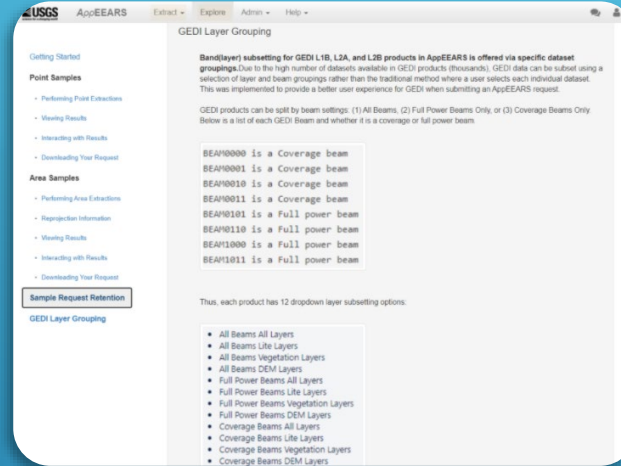 USGS AppEEARS Extract Explore Admin Help
GEDI Layer Grouping
Getting Started
Point Samples
Performing Point Extractions
Viewing Results
Interacting with Results
Downloading Your Request
Area Samples
Performing Area Extractions
Reprojection Information
Viewing Results
Interacting with Results
Downloading Your Request
Sample Request Retention
GEDI Layer Grouping
Band(layer) subsetting for GEDI L1B, L2A, and L2B products in AppEEARS is offered via specific dataset
groupings.Due to the high number of datasets available in GEDI products (thousands), GEDI data can be subset using a
selection of layer and beam groupings rather than the traditional method where a user selects each individual dataset.
This was implemented to provide a better user experience for GEDI when submitting an AppEEARS request.
GEDI products can be split by beam settings: (1) All Beams, (2) Full Power Beams Only, or (3) Coverage Beams Only.
Below is a list of each GEDI Beam and whether it is a coverage or full power beam.
BEAM0000 is a Coverage beam
BEAM0001 is a Coverage beam
BEAM0010 is a Coverage beam
BEAM0011 is a Coverage beam
BEAM0101 is a Full power beam
BEAM0110 is a Full power beam
BEAM1000 is a Full power beam
BEAM1011 is a Full power beam
Thus, each product has 12 dropdown layer subsetting options:
All Beams All Layers
All Beams Lite Layers
All Beams Vegetation Layers
All Beams DEM Layers
Full Power Beams All Layers
Full Power Beams Lite Layers
Full Power Beams Vegetation Layers
Full Power Beams DEM Layers
Coverage Beams All Layers
Coverage Beams Lite Layers
Coverage Beams Vegetation Layers
Coverage Beams DEM Layers